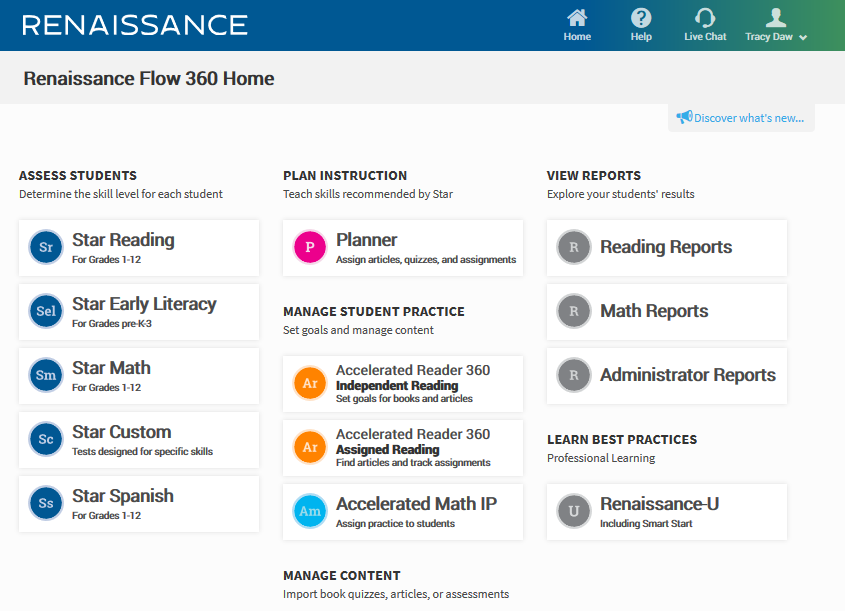 RENAISSANCE
Home
Help
Live Chat
Tracy Daw
Renaissance Flow 360 Home
Discover what's new...
ASSESS STUDENTS
Determine the skill level for each student
Sr
Star Reading
For Grades 1-12
Sel
Star Early Literacy
For Grades pre-K-3
Sm
Star Math
For Grades 1-12
Sc
Star Custom
Tests designed for specific skills
Ss
Star Spanish
For Grades 1-12
PLAN INSTRUCTION
Teach skills recommended by Star
P
Planner
Assign articles, quizzes, and assignments
MANAGE STUDENT PRACTICE
Set goals and manage content
Ar
Accelerated Reader 360
Independent Reading
Set goals for books and articles
Ar
Accelerated Reader 360
Assigned Reading
Find articles and track assignments
Am
Accelerated Math IP
Assign practice to students
MANAGE CONTENT
Import book quizzes, articles, or assessments
VIEW REPORTS
Explore your students' results
R
Reading Reports
R
Math Reports
R
Administrator Reports
LEARN BEST PRACTICES
Professional Learning
U
Renaissance-U
Including Smart Start